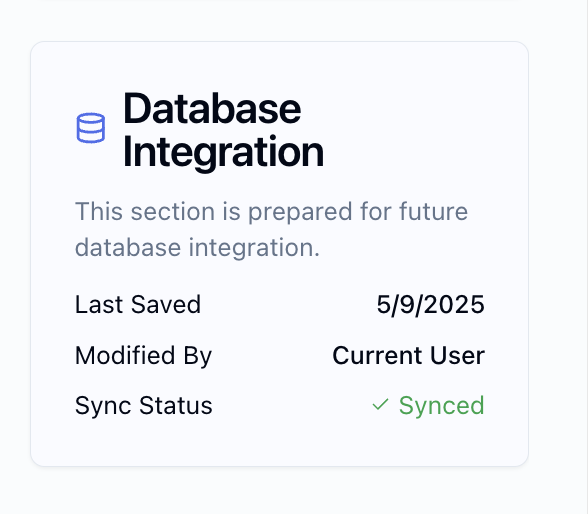 Database
Integration
This section is prepared for future
database integration.
Last Saved 5/9/2025
Modified By Current User
Sync Status Synced